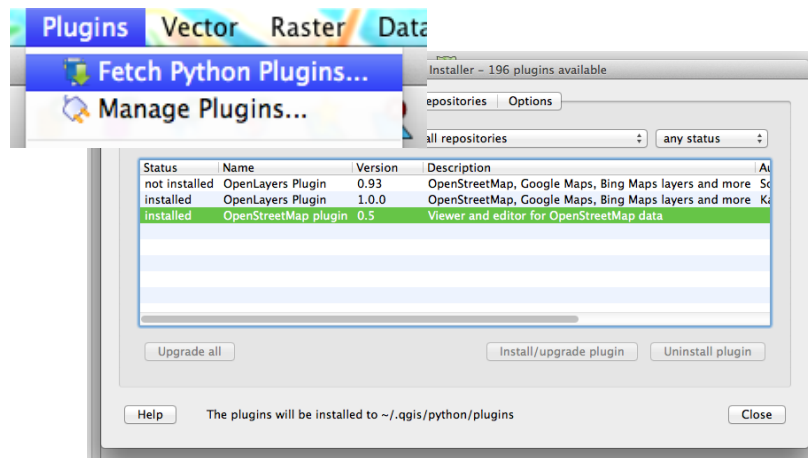 Plugins Vector Raster Data
Fetch Python Plugins...
Manage Plugins...
Installer – 196 plugins available
epositories Options
all repositories any status
Status Name Version Description Au
not installed OpenLayers Plugin 0.93 OpenStreetMap, Google Maps, Bing Maps layers and more So
installed OpenLayers Plugin 1.0.0 OpenStreetMap, Google Maps, Bing Maps layers and more Ka
installed OpenStreetMap plugin 0.5 Viewer and editor for OpenStreetMap data
Upgrade all Install/upgrade plugin Uninstall plugin
Help The plugins will be installed to ~/.qgis/python/plugins Close